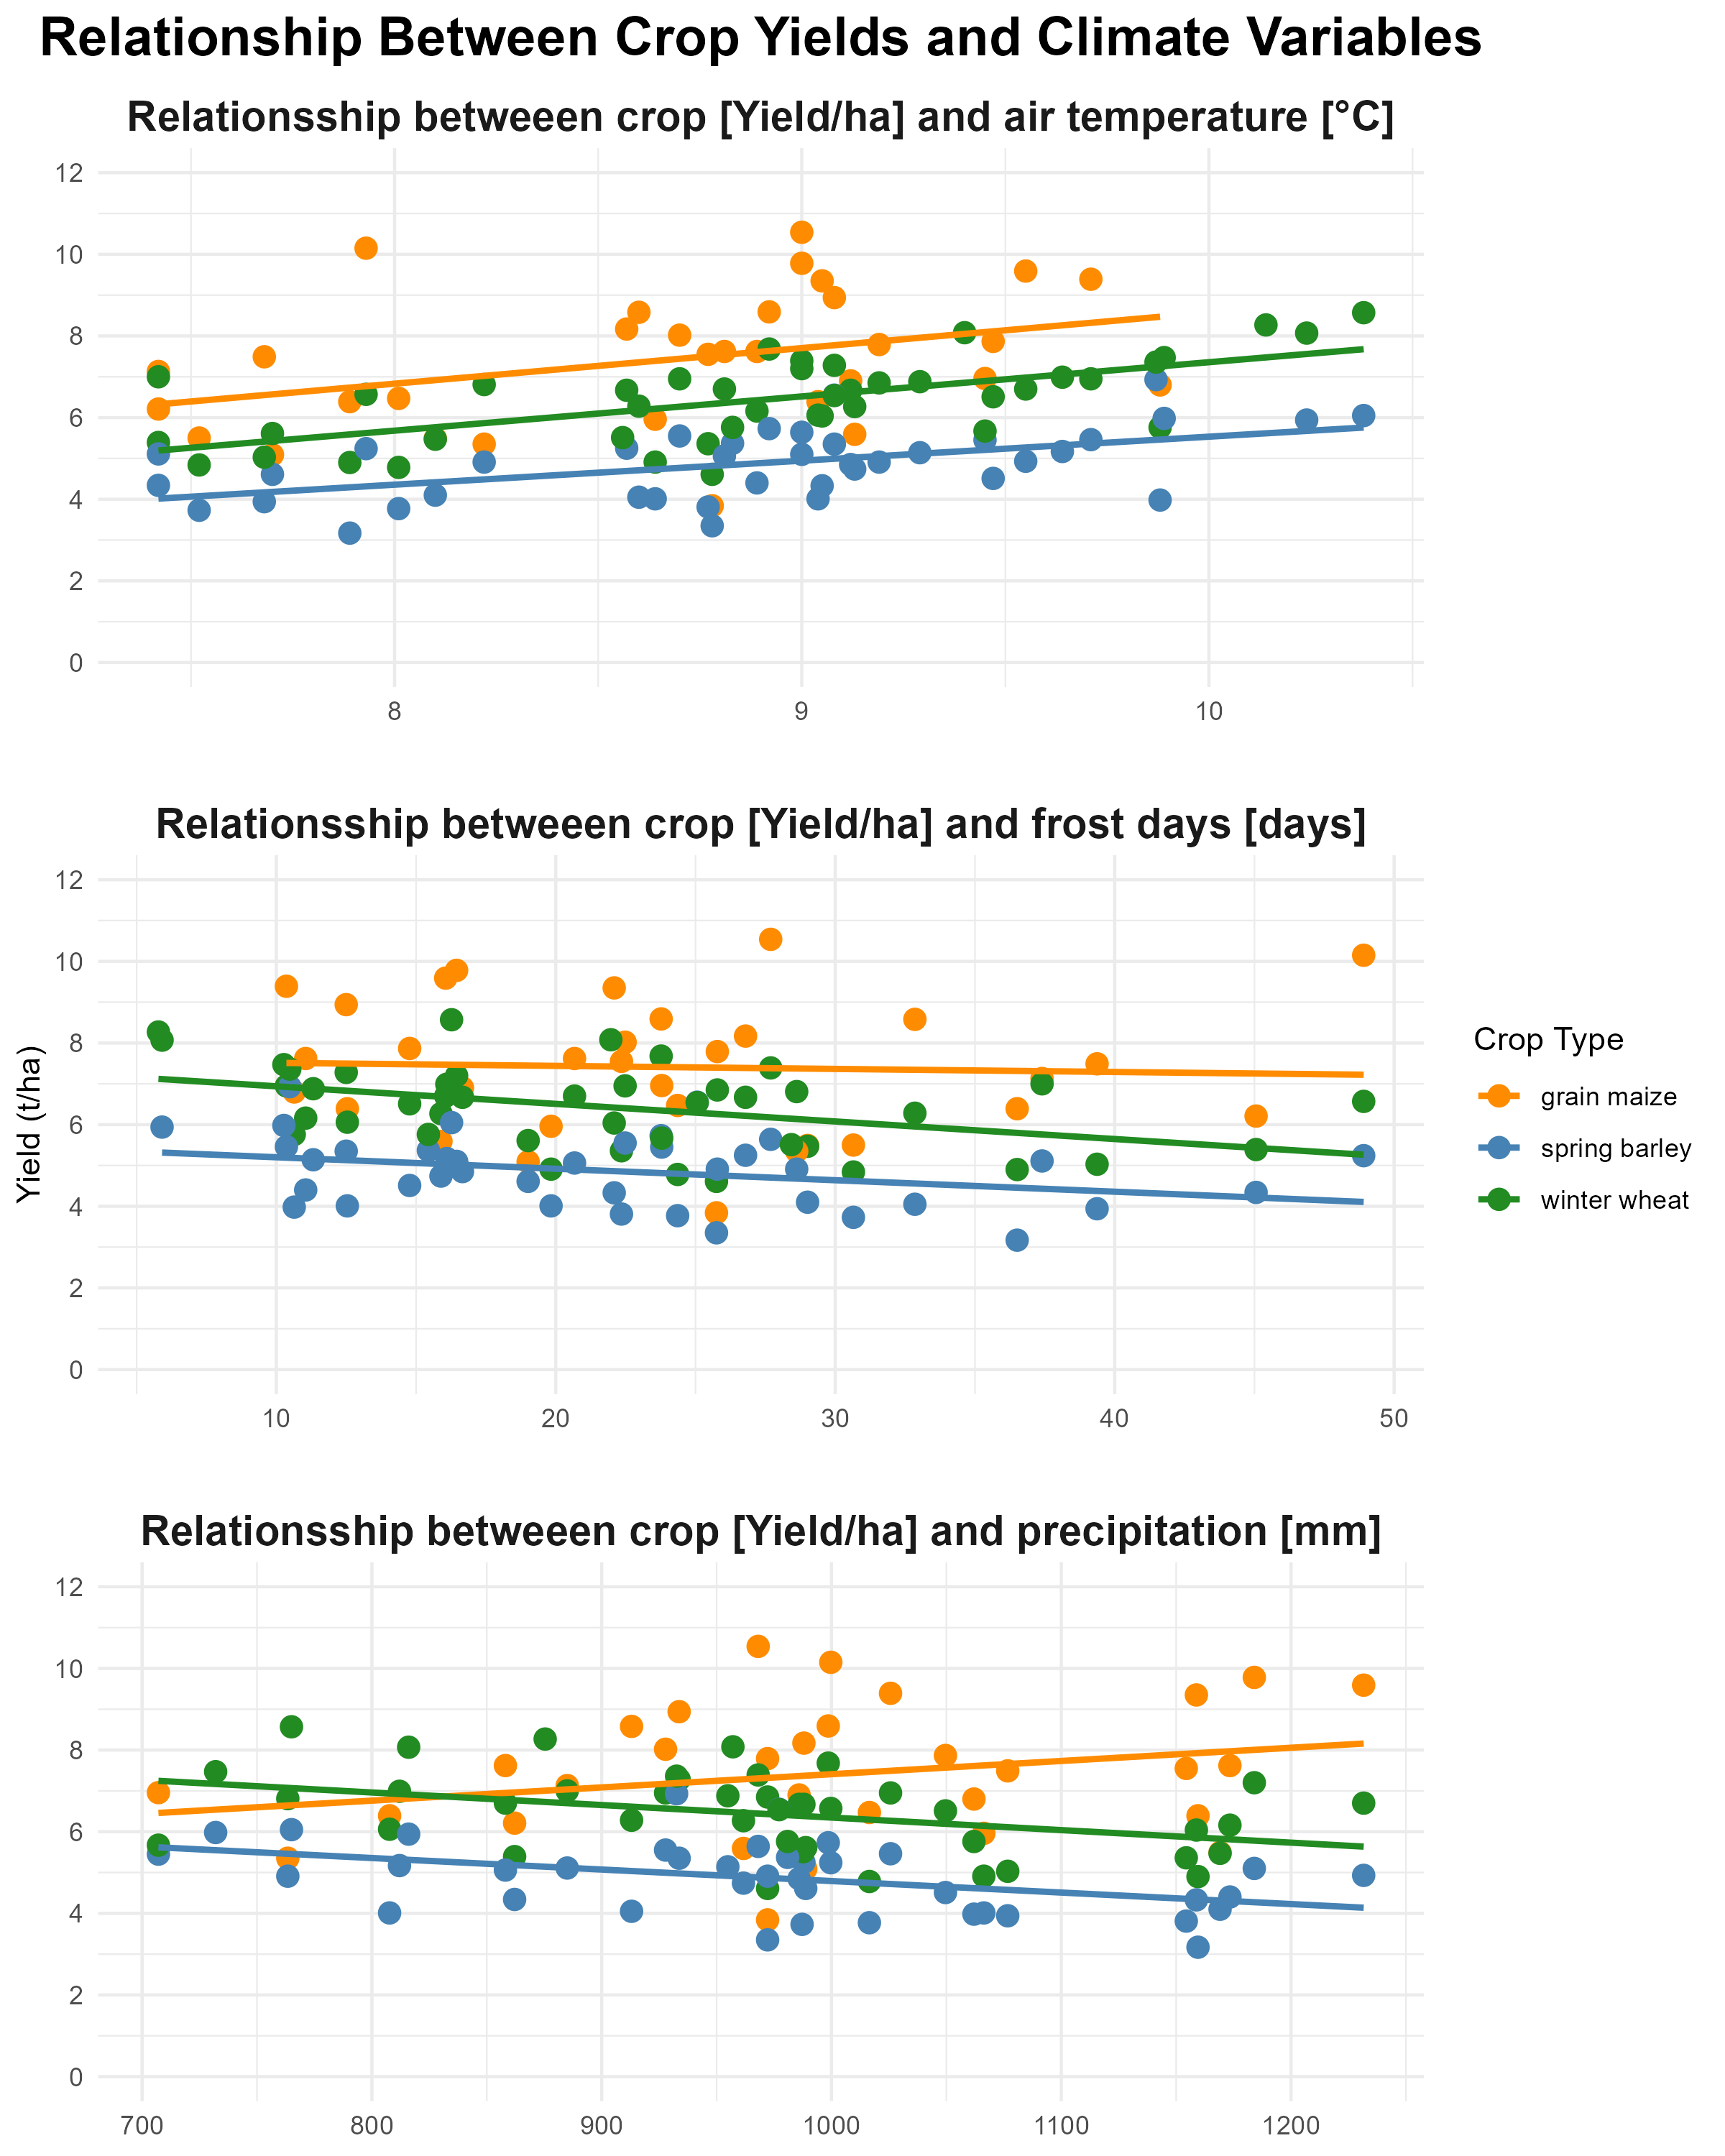 Relationship Between Crop Yields and Climate Variables
Relationsship betweeen crop [Yield/ha] and air temperature [°C]
12
10
8
6
4
2
0
8 9 10
Relationsship betweeen crop [Yield/ha] and frost days [days]
12
10
8
6
4
2
0
10 20 30 40 50
Yield (t/ha)
Crop Type
grain maize
spring barley
winter wheat
Relationsship betweeen crop [Yield/ha] and precipitation [mm]
12
10
8
6
4
2
0
700 800 900 1000 1100 1200